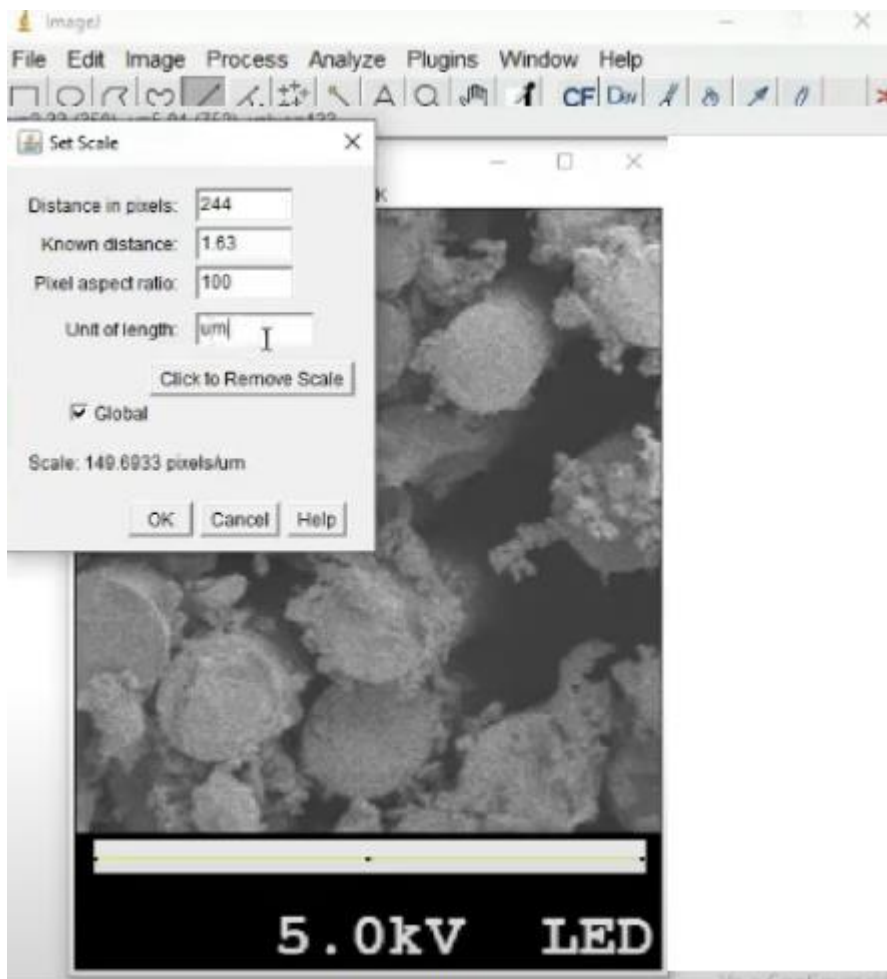 ImageJ
File Edit Image Process Analyze Plugins Window Help
A CF Dev
Set Scale
K
Distance in pixels: 244
Known distance: 1.63
Pixel aspect ratio: 100
Unit of length: um
Click to Remove Scale
Global
Scale: 149.6933 pixels/um
OK Cancel Help
5.0kV LED